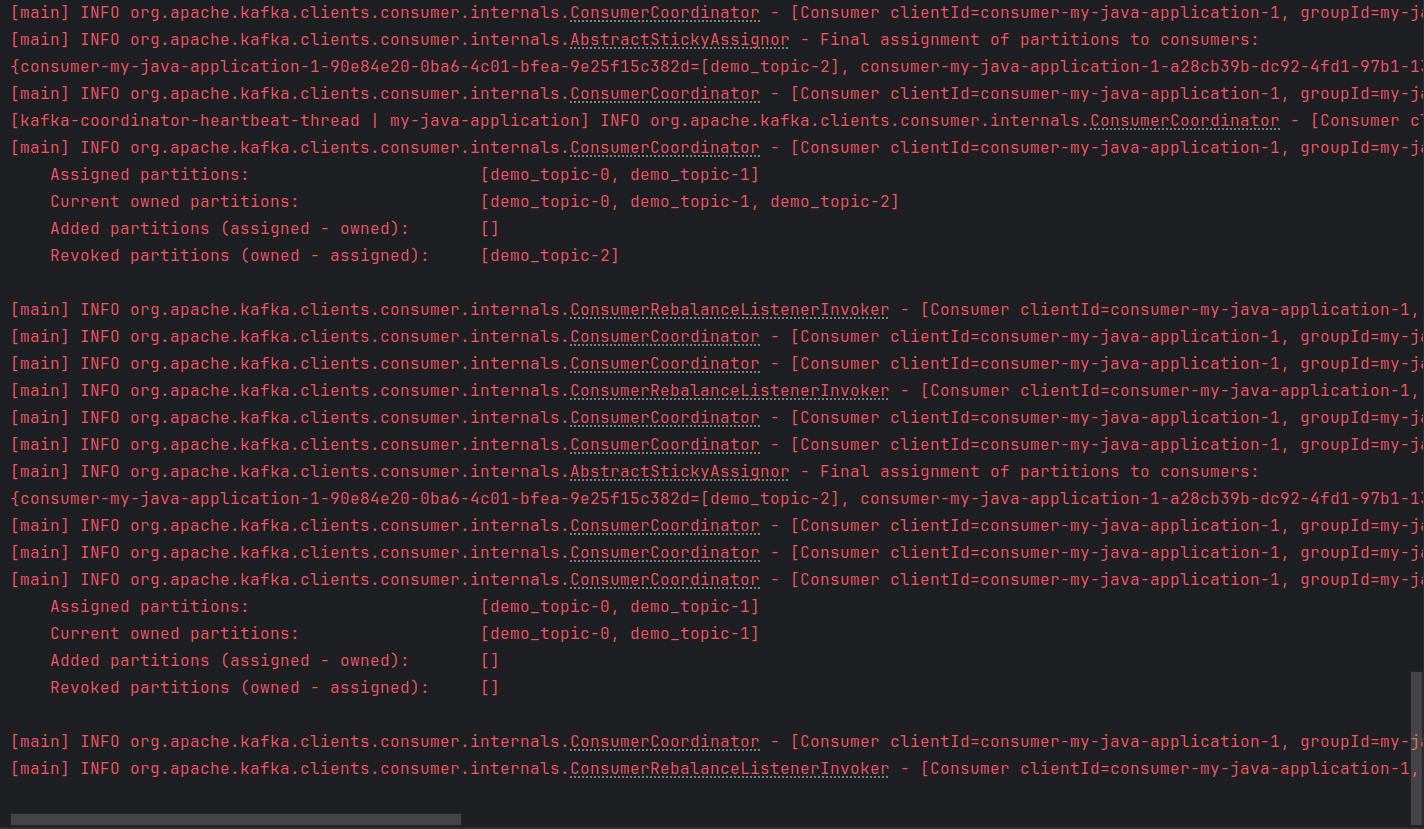 [main] INFO org.apache.kafka.clients.consumer.internals.ConsumerCoordinator - [Consumer clientId=consumer-my-java-application-1, groupId=my-ja
[main] INFO org.apache.kafka.clients.consumer.internals.AbstractStickyAssignor - Final assignment of partitions to consumers:
{consumer-my-java-application-1-90e84e20-0ba6-4c01-bfea-9e25f15c382d=[demo_topic-2], consumer-my-java-application-1-a28cb39b-dc92-4fd1-97b1-13
[main] INFO org.apache.kafka.clients.consumer.internals.ConsumerCoordinator - [Consumer clientId=consumer-my-java-application-1, groupId=my-ja
[kafka-coordinator-heartbeat-thread | my-java-application] INFO org.apache.kafka.clients.consumer.internals.ConsumerCoordinator - [Consumer cl
[main] INFO org.apache.kafka.clients.consumer.internals.ConsumerCoordinator - [Consumer clientId=consumer-my-java-application-1, groupId=my-ja
Assigned partitions: [demo_topic-0, demo_topic-1]
Current owned partitions: [demo_topic-0, demo_topic-1, demo_topic-2]
Added partitions (assigned - owned): []
Revoked partitions (owned - assigned): [demo_topic-2]
[main] INFO org.apache.kafka.clients.consumer.internals.ConsumerRebalanceListenerInvoker - [Consumer clientId=consumer-my-java-application-1,
[main] INFO org.apache.kafka.clients.consumer.internals.ConsumerCoordinator - [Consumer clientId=consumer-my-java-application-1, groupId=my-ja
[main] INFO org.apache.kafka.clients.consumer.internals.ConsumerCoordinator - [Consumer clientId=consumer-my-java-application-1, groupId=my-ja
[main] INFO org.apache.kafka.clients.consumer.internals.ConsumerRebalanceListenerInvoker - [Consumer clientId=consumer-my-java-application-1,
[main] INFO org.apache.kafka.clients.consumer.internals.ConsumerCoordinator - [Consumer clientId=consumer-my-java-application-1, groupId=my-ja
[main] INFO org.apache.kafka.clients.consumer.internals.ConsumerCoordinator - [Consumer clientId=consumer-my-java-application-1, groupId=my-ja
[main] INFO org.apache.kafka.clients.consumer.internals.AbstractStickyAssignor - Final assignment of partitions to consumers:
{consumer-my-java-application-1-90e84e20-0ba6-4c01-bfea-9e25f15c382d=[demo_topic-2], consumer-my-java-application-1-a28cb39b-dc92-4fd1-97b1-13
[main] INFO org.apache.kafka.clients.consumer.internals.ConsumerCoordinator - [Consumer clientId=consumer-my-java-application-1, groupId=my-ja
[main] INFO org.apache.kafka.clients.consumer.internals.ConsumerCoordinator - [Consumer clientId=consumer-my-java-application-1, groupId=my-ja
[main] INFO org.apache.kafka.clients.consumer.internals.ConsumerCoordinator - [Consumer clientId=consumer-my-java-application-1, groupId=my-ja
Assigned partitions: [demo_topic-0, demo_topic-1]
Current owned partitions: [demo_topic-0, demo_topic-1]
Added partitions (assigned - owned): []
Revoked partitions (owned - assigned): []
[main] INFO org.apache.kafka.clients.consumer.internals.ConsumerCoordinator - [Consumer clientId=consumer-my-java-application-1, groupId=my-ja
[main] INFO org.apache.kafka.clients.consumer.internals.ConsumerRebalanceListenerInvoker - [Consumer clientId=consumer-my-java-application-1,